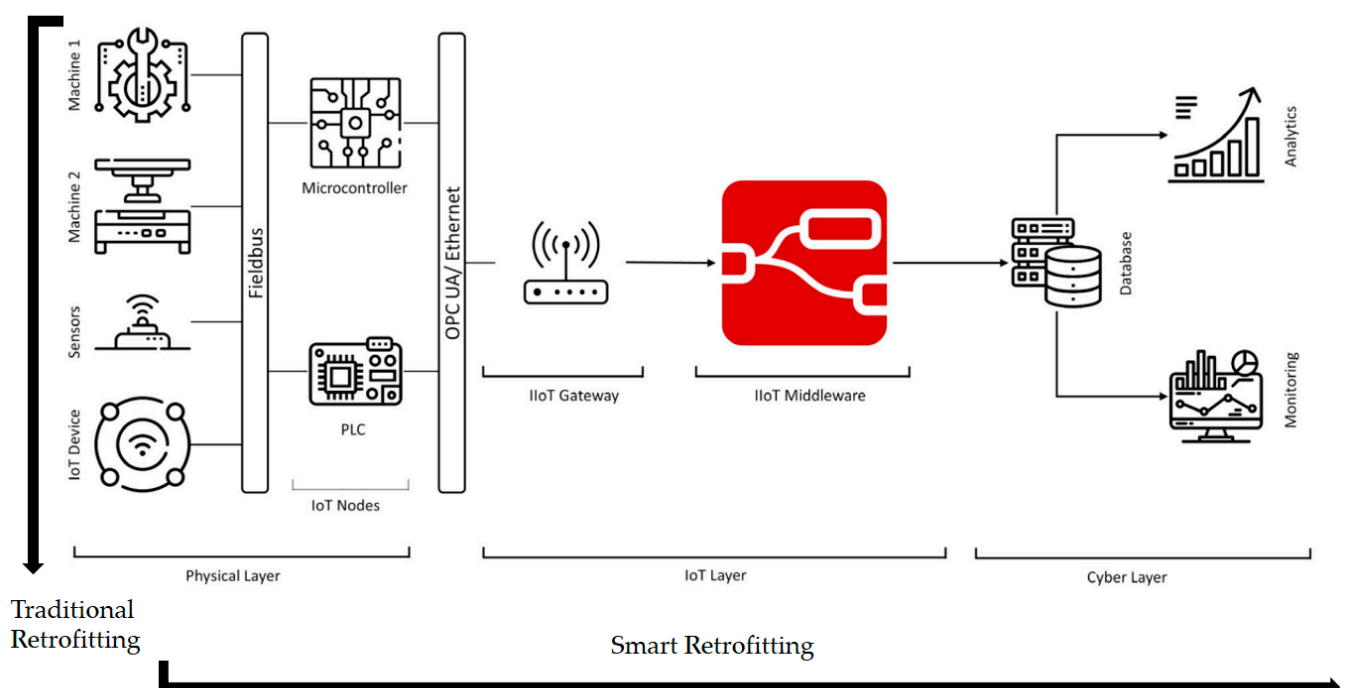 Machine 1
Machine 2
Sensors
IoT Device
Fieldbus
Microcontroller
PLC
IoT Nodes
OPC UA/ Ethernet
IIoT Gateway
IIoT Middleware
Database
Analytics
Monitoring
Physical Layer
IoT Layer
Cyber Layer
Traditional
Retrofitting
Smart Retrofitting